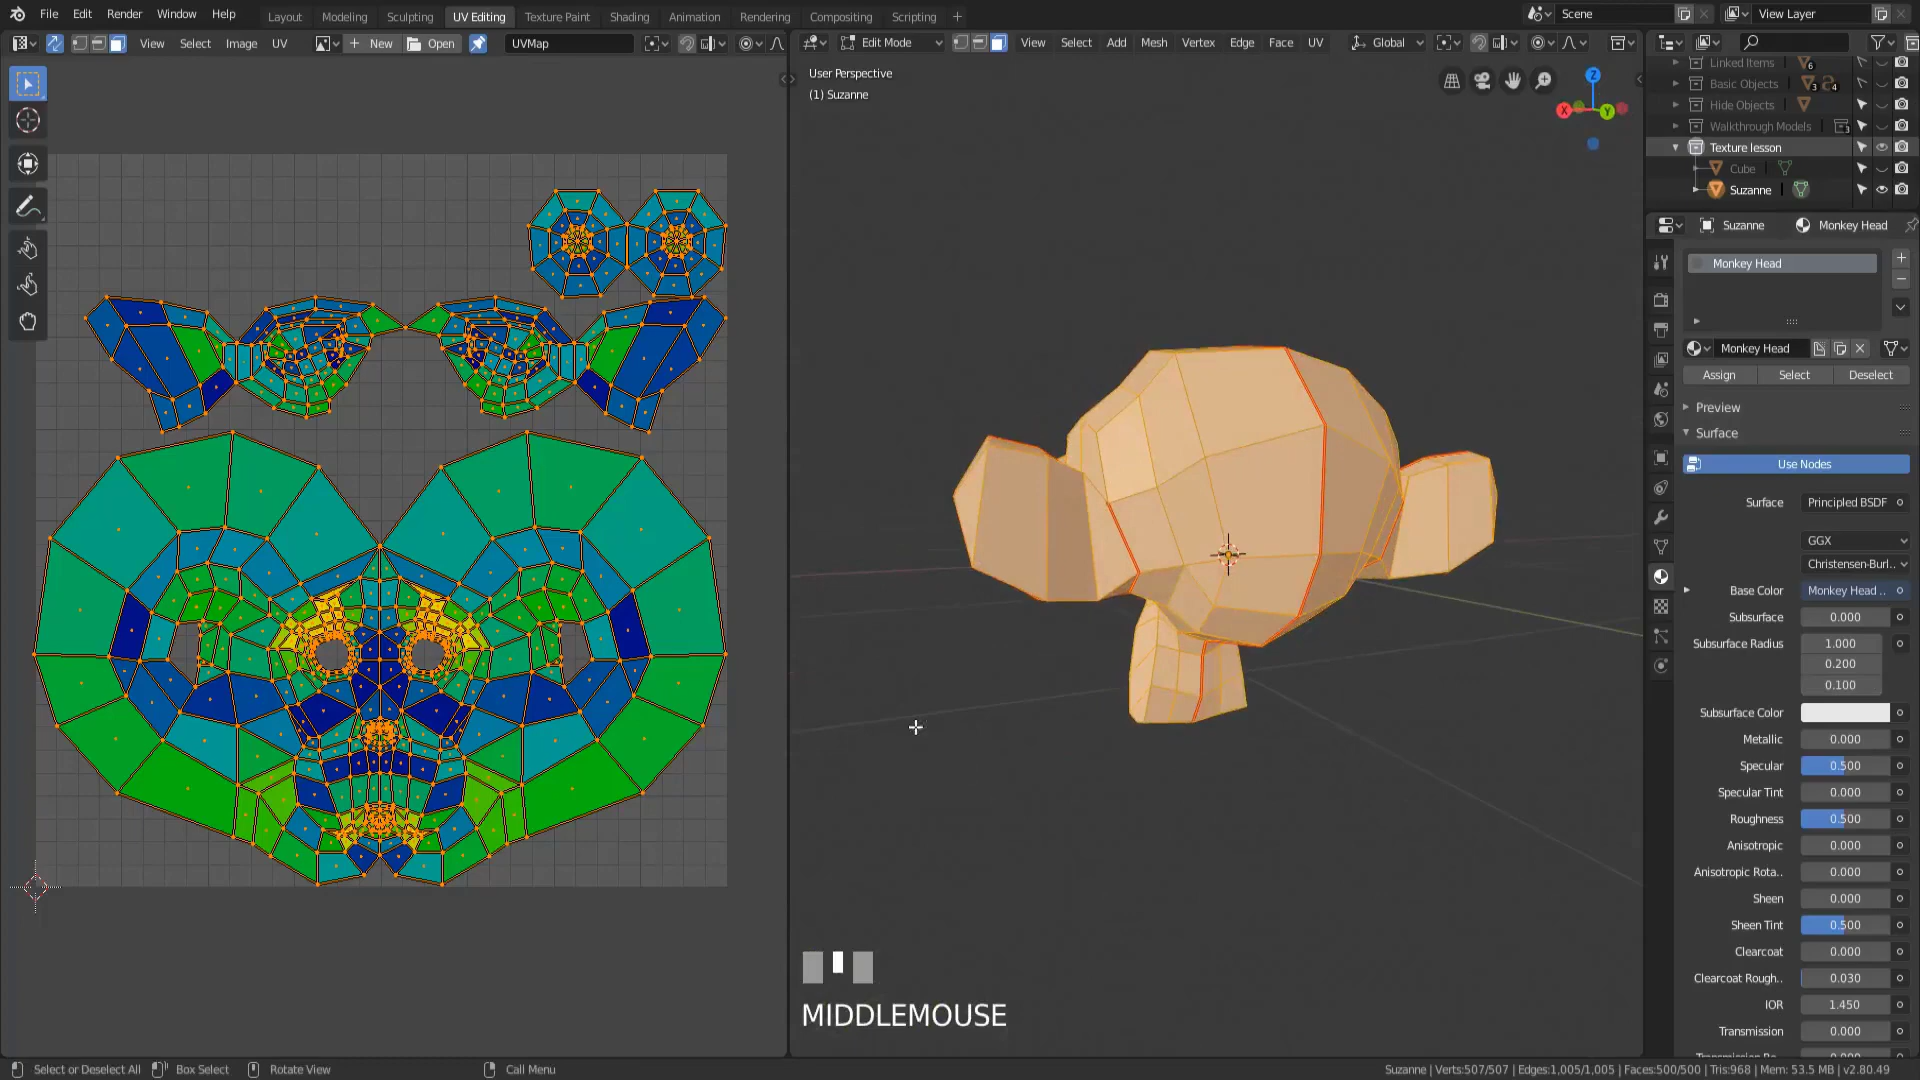 File Edit Render Window Help Layout Modeling Sculpting UV Editing Texture Paint Shading Animation Rendering Compositing Scripting + Scene View Layer
View Select Image UV New Open UVMap Edit Mode View Select Add Mesh Vertex Edge Face UV Global
User Perspective
(1) Suzanne
Z
X
Y
Linked Items 6
Basic Objects 3 4
Hide Objects
Walkthrough Models 3
Texture lesson
Cube
Suzanne
Suzanne Monkey Head
Monkey Head
Monkey Head
Assign Select Deselect
Preview
Surface
Use Nodes
Surface Principled BSDF
GGX
Christensen-Burl..
Base Color Monkey Head ..
Subsurface 0.000
Subsurface Radius 1.000
0.200
0.100
Subsurface Color
Metallic 0.000
Specular 0.500
Specular Tint 0.000
Roughness 0.500
Anisotropic 0.000
Anisotropic Rota.. 0.000
Sheen 0.000
Sheen Tint 0.500
Clearcoat 0.000
Clearcoat Rough.. 0.030
IOR 1.450
Transmission 0.000
MIDDLEMOUSE
Select or Deselect All Box Select Rotate View Call Menu
Suzanne | Verts:507/507 | Edges:1,005/1,005 | Faces:500/500 | Tris:968 | Mem: 53.5 MB | v2.80.49